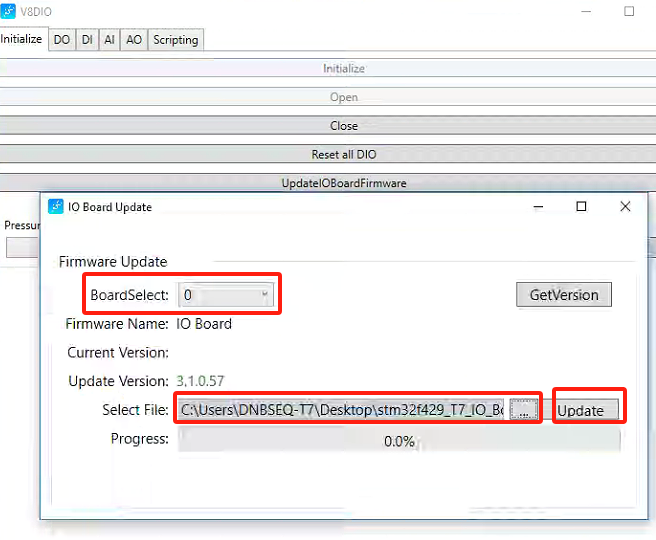 V8DIO
Initialize DO DI AI AO Scripting
Initialize
Open
Close
Reset all DIO
UpdateIOBoardFirmware
IO Board Update
Firmware Update
BoardSelect: 0
GetVersion
Firmware Name: IO Board
Current Version:
Update Version: 3.1.0.57
Select File: C:\Users\DNBSEQ-T7\Desktop\stm32f429_T7_IO_Bo ... Update
Progress: 0.0%